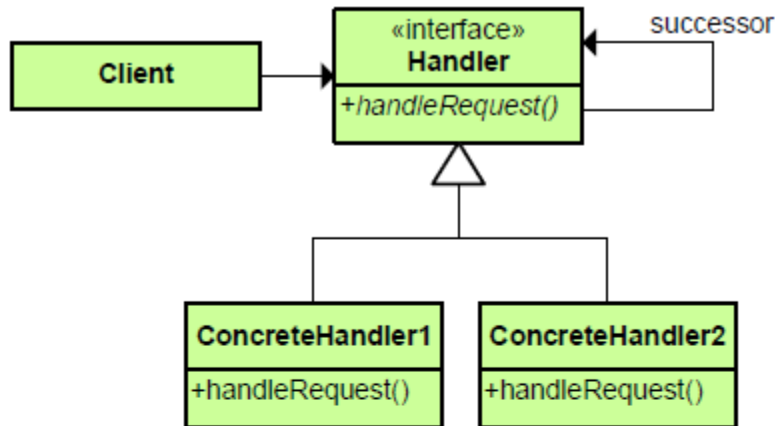 successor
«interface»
Handler
Client
+handleRequest()
ConcreteHandler1
+handleRequest()
ConcreteHandler2
+handleRequest()